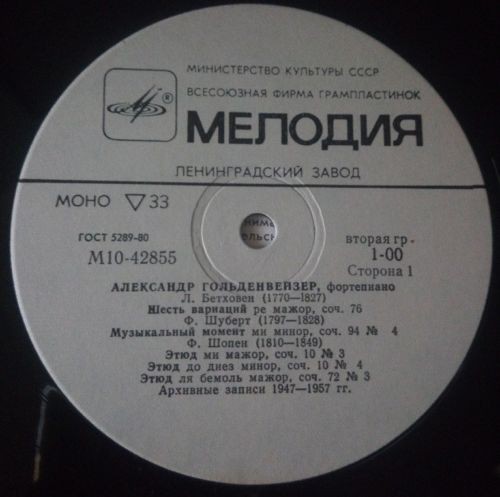 МИНИСТЕРСТВО КУЛЬТУРЫ СССР
ВСЕСОЮЗНАЯ ФИРМА ГРАМПЛАСТИНОК
®
МЕЛОДИЯ
ЛЕНИНГРАДСКИЙ ЗАВОД
МОНО ▽ 33
ГОСТ 5289-80
М10-42855
вторая гр.
1-00
Сторона 1
АЛЕКСАНДР ГОЛЬДЕНВЕЙЗЕР, фортепиано
Л. Бетховен (1770—1827)
Шесть вариаций ре мажор, соч. 76
Ф. Шуберт (1797—1828)
Музыкальный момент ми минор, соч. 94 № 4
Ф. Шопен (1810—1849)
Этюд ми мажор, соч. 10 № 3
Этюд до диез минор, соч. 10 № 4
Этюд ля бемоль мажор, соч. 72 № 3
Архивные записи 1947—1957 гг.